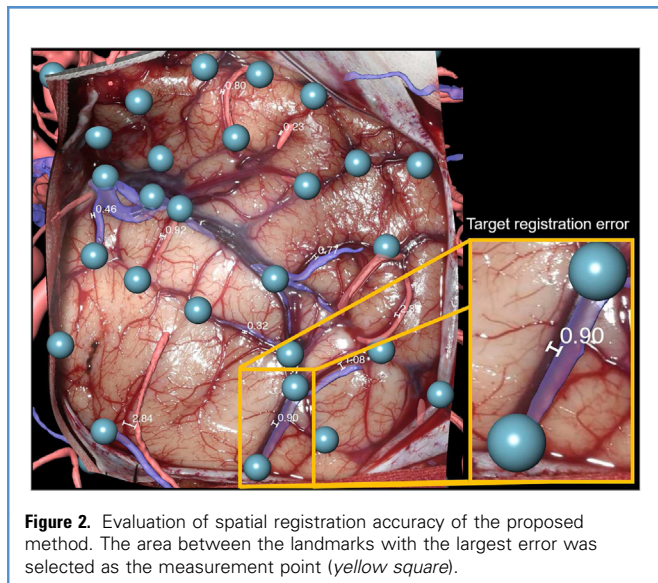 0.80
0.23
Target registration error
0.46
0.92
0.77
0.32
0.90
1.08
2.84
0.90
Figure 2. Evaluation of spatial registration accuracy of the proposed
method. The area between the landmarks with the largest error was
selected as the measurement point (yellow square).